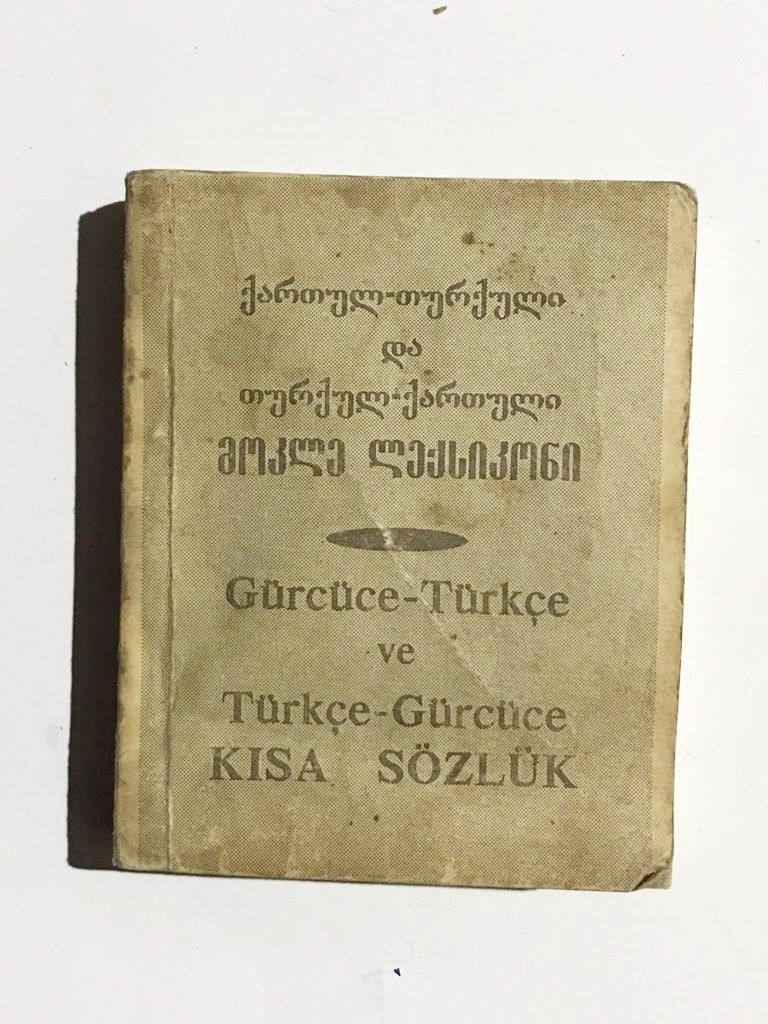 ქართულ-თურქული
და
თურქულ-ქართული
მოკლე ლექსიკონი
Gürcüce-Türkçe
ve
Türkçe-Gürcüce
KISA SÖZLÜK